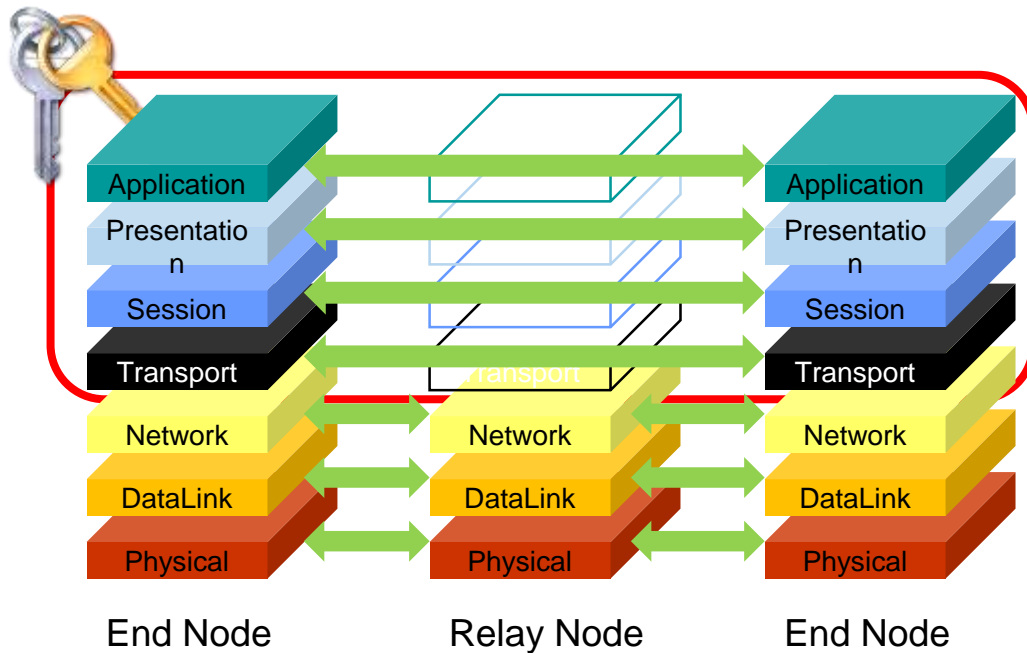 Application
Application
Presentatio
n
Presentatio
n
Session
Session
Transport
Transport
Transport
Network
Network
Network
DataLink
DataLink
DataLink
Physical
Physical
Physical
End Node
Relay Node
End Node